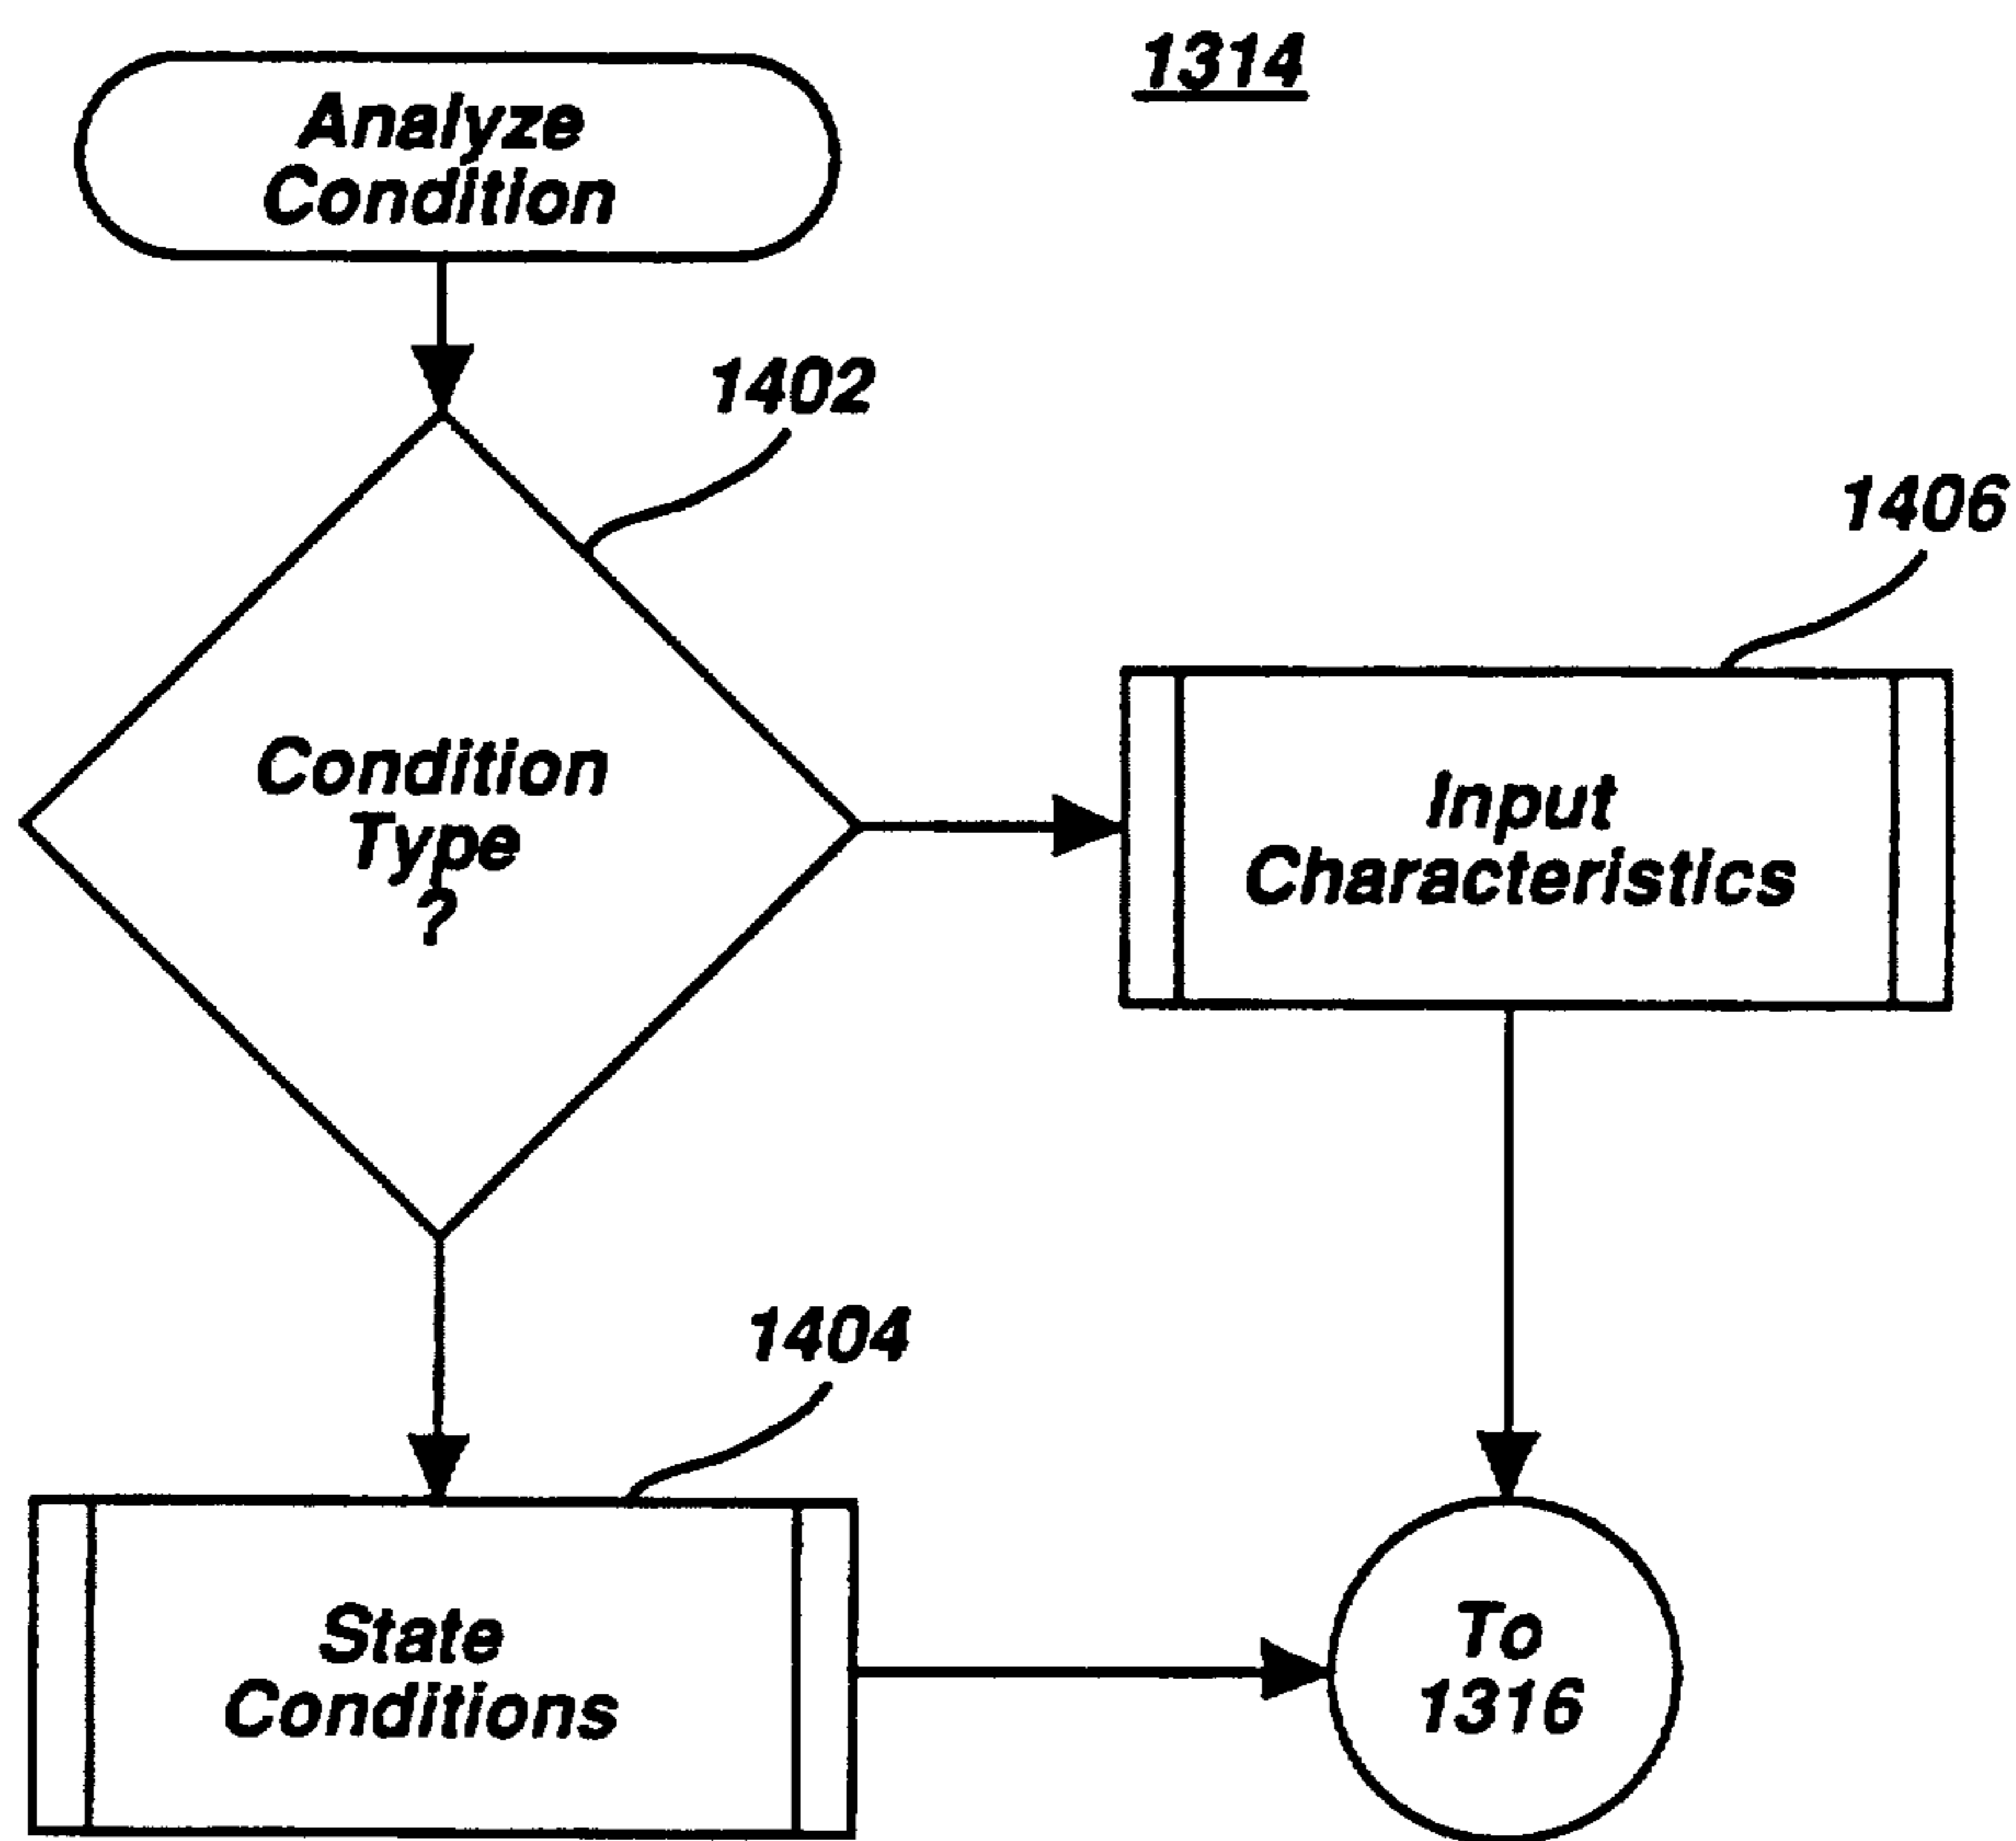 1314
Analyze
Condition
1402
1406
Condition
Type
?
Input
Characteristics
1404
State
Conditions
To
1316